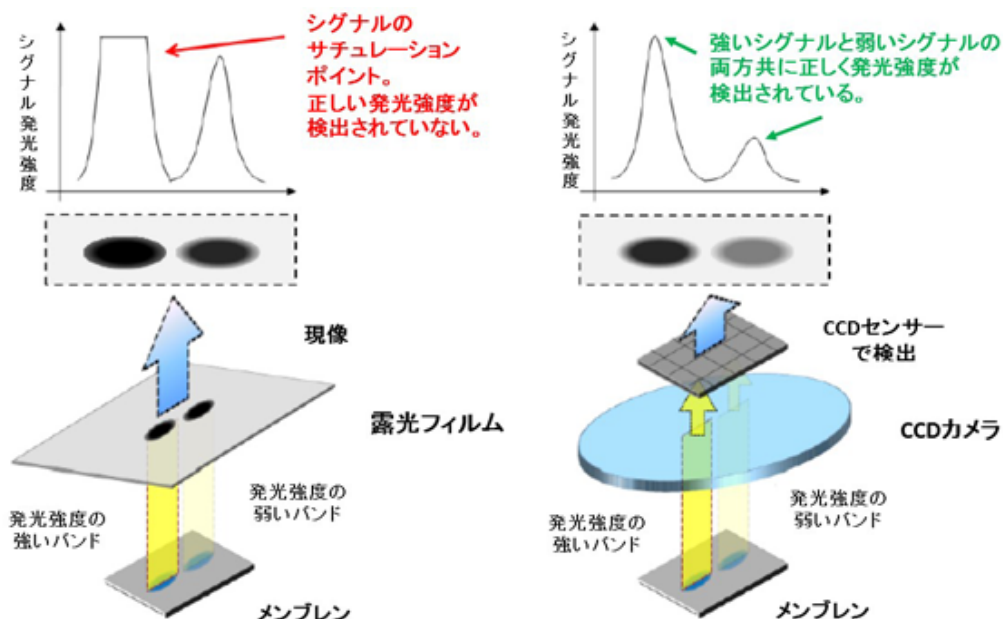 シグナル発光強度
シグナルの
サチュレーション
ポイント。
正しい発光強度が
検出されていない。
現像
露光フィルム
発光強度の
強いバンド
発光強度の
弱いバンド
メンブレン
シグナル発光強度
強いシグナルと弱いシグナルの
両方共に正しく発光強度が
検出されている。
CCDセンサー
で検出
CCDカメラ
発光強度の
強いバンド
発光強度の
弱いバンド
メンブレン